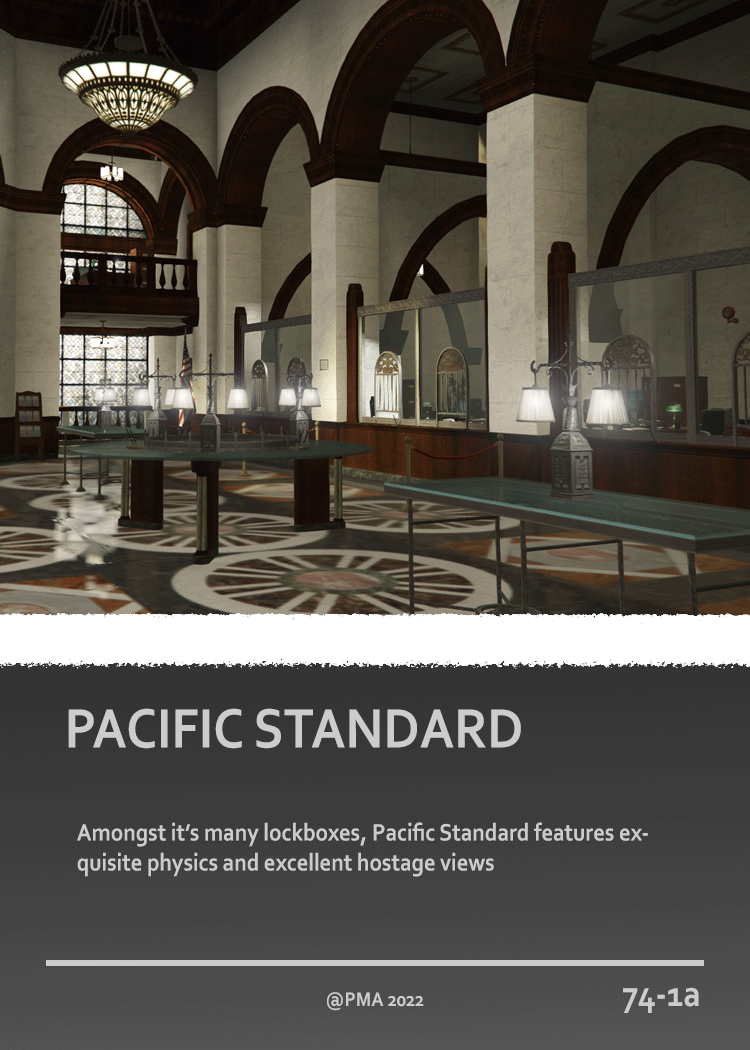 PACIFIC STANDARD
Amongst it's many lockboxes, Pacific Standard features ex-
quisite physics and excellent hostage views
@PMA 2022
74-1a